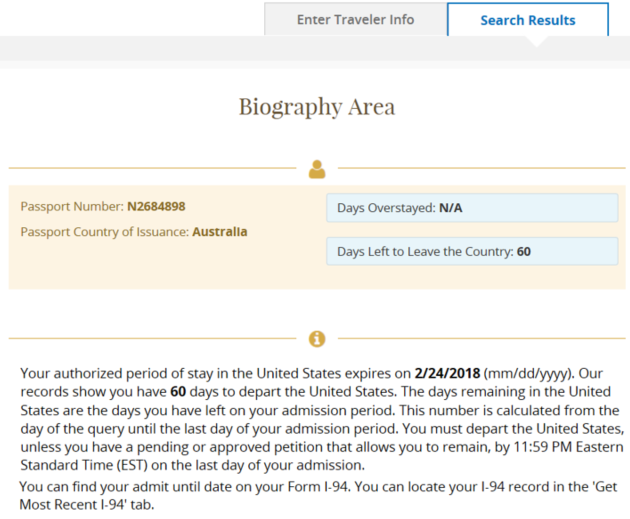 Enter Traveler Info
Search Results
Biography Area
Passport Number: N2684898
Days Overstayed: N/A
Passport Country of Issuance: Australia
Days Left to Leave the Country: 60
Your authorized period of stay in the United States expires on 2/24/2018 (mm/dd/yyyy). Our
records show you have 60 days to depart the United States. The days remaining in the United
States are the days you have left on your admission period. This number is calculated from the
day of the query until the last day of your admission period. You must depart the United States,
unless you have a pending or approved petition that allows you to remain, by 11:59 PM Eastern
Standard Time (EST) on the last day of your admission.
You can find your admit until date on your Form I-94. You can locate your I-94 record in the 'Get
Most Recent I-94' tab.